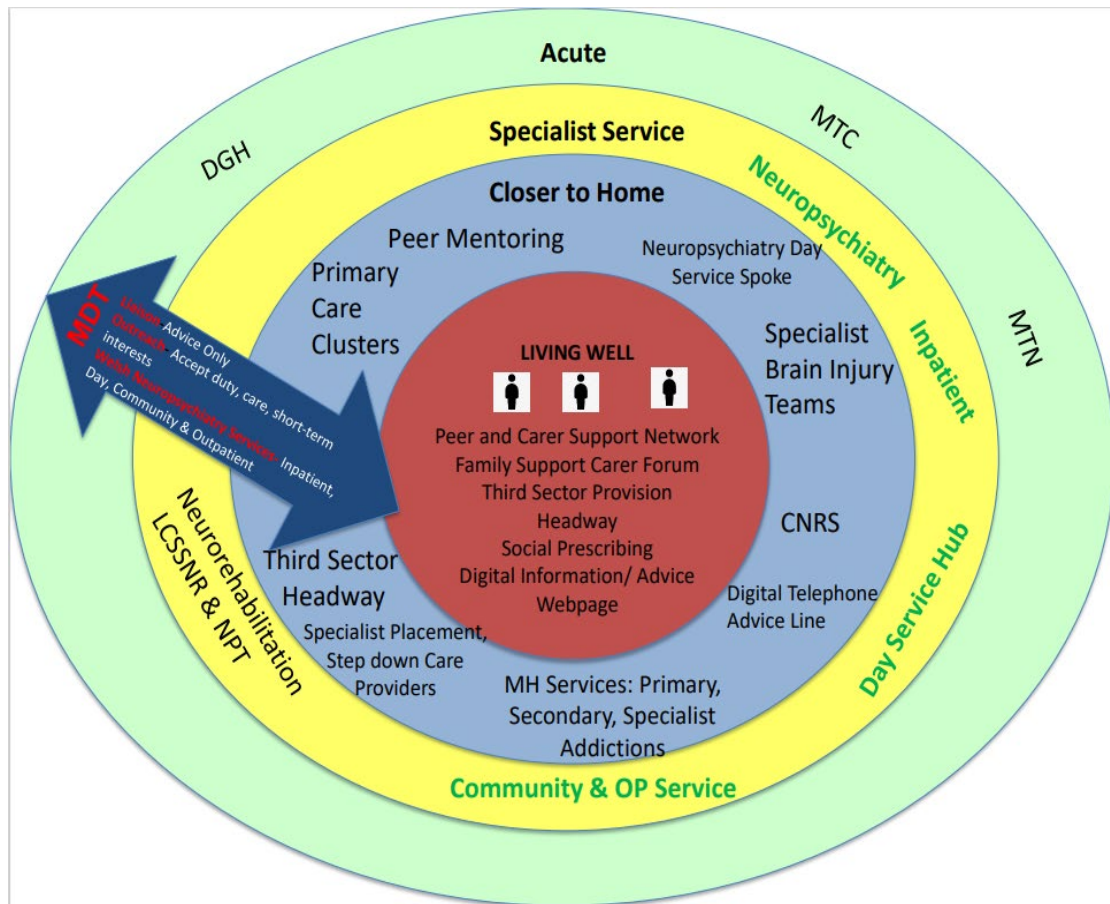 Acute
DGH
MTC
MTN
Specialist Service
Neuropsychiatry
Inpatient
Day Service Hub
Community & OP Service
Neurorehabilitation
LCSSNR & NPT
Closer to Home
Peer Mentoring
Primary
Care
Clusters
Neuropsychiatry Day
Service Spoke
Specialist
Brain Injury
Teams
CNRS
Digital Telephone
Advice Line
MH Services: Primary,
Secondary, Specialist
Addictions
Specialist Placement,
Step down Care
Providers
Third Sector
Headway
MDT
Liaison- Advice Only
Outreach- Accept duty, care, short-term
interests
Welsh Neuropsychiatry Services- Inpatient,
Day, Community & Outpatient
LIVING WELL
Peer and Carer Support Network
Family Support Carer Forum
Third Sector Provision
Headway
Social Prescribing
Digital Information/ Advice
Webpage